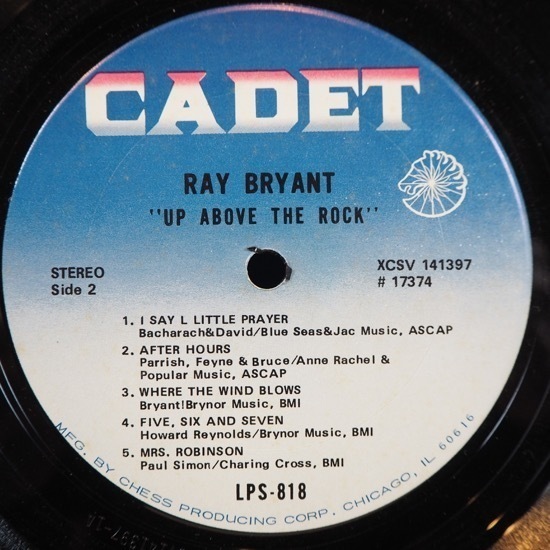 CADET
RAY BRYANT
"UP ABOVE THE ROCK"
STEREO
Side 2
XCSV 141397
# 17374
1. I SAY L LITTLE PRAYER
Bacharach&David/Blue Seas&Jac Music, ASCAP
2. AFTER HOURS
Parrish, Feyne & Bruce/Anne Rachel &
Popular Music, ASCAP
3. WHERE THE WIND BLOWS
Bryant!Brynor Music, BMI
4. FIVE, SIX AND SEVEN
Howard Reynolds/Brynor Music, BMI
5. MRS. ROBINSON
Paul Simon/Charing Cross, BMI
LPS-818
MFG. BY CHESS PRODUCING CORP. CHICAGO, IL 60616